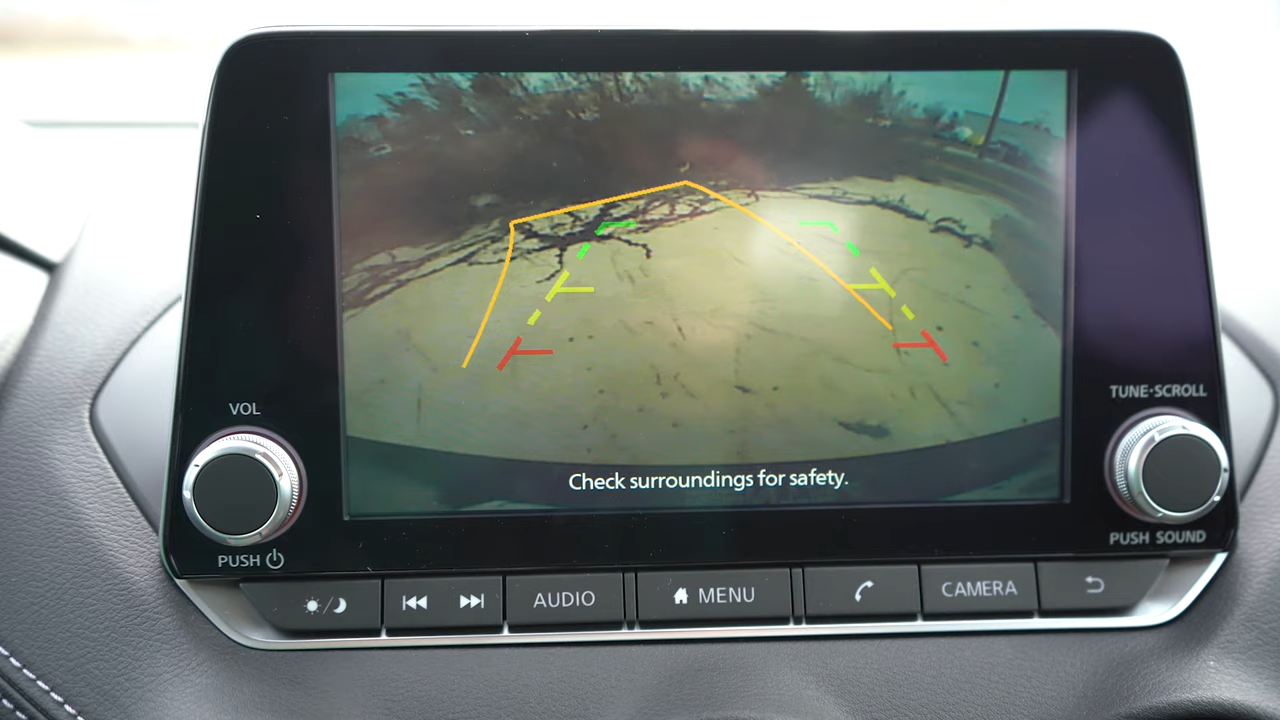 Check surroundings for safety.
VOL
PUSH
TUNE·SCROLL
PUSH SOUND
AUDIO
MENU
CAMERA